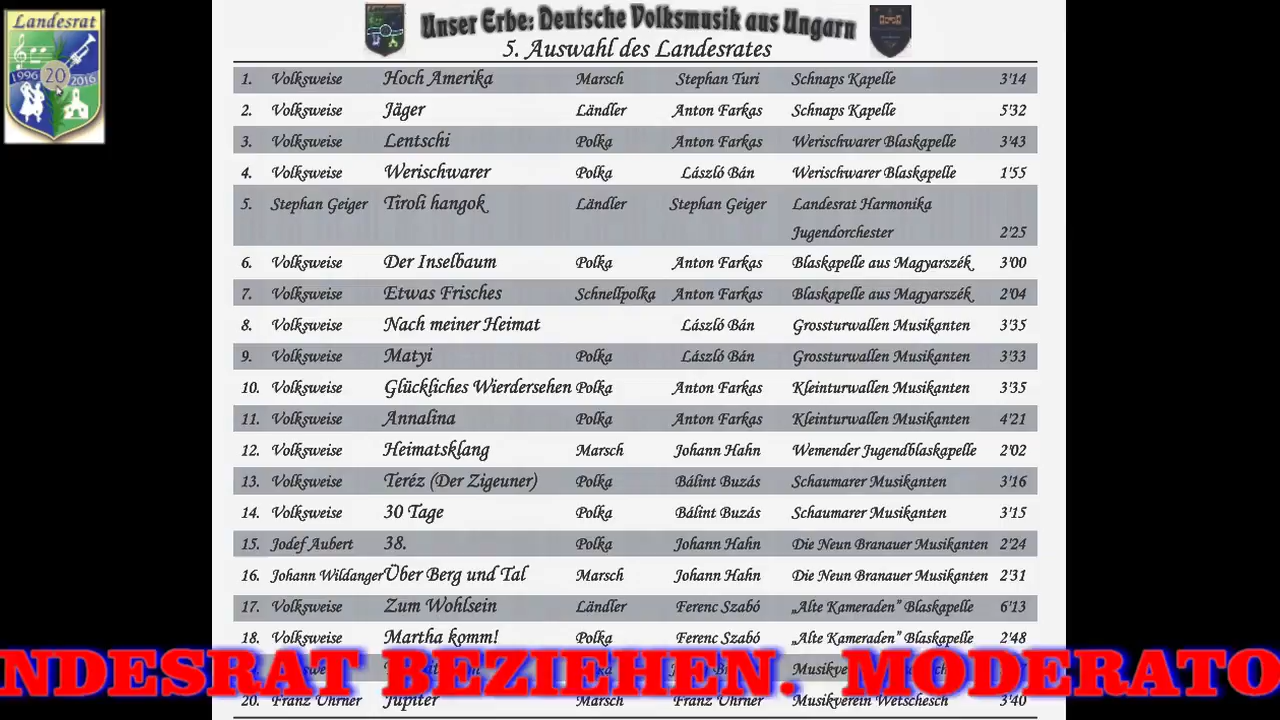 Landesrat
1996 20 2016
Unser Erbe: Deutsche Volksmusik aus Ungarn
5. Auswahl des Landesrates
1. Volksweise Hoch Amerika Marsch Stephan Turi Schnaps Kapelle 3'14
2. Volksweise Jäger Ländler Anton Farkas Schnaps Kapelle 5'32
3. Volksweise Lentschi Polka Anton Farkas Werischwarer Blaskapelle 3'43
4. Volksweise Werischwarer Polka László Bán Werischwarer Blaskapelle 1'55
5. Stephan Geiger Tiroli hangok Ländler Stephan Geiger Landesrat Harmonika
Jugendorchester 2'25
6. Volksweise Der Inselbaum Polka Anton Farkas Blaskapelle aus Magyarszék 3'00
7. Volksweise Etwas Frisches Schnellpolka Anton Farkas Blaskapelle aus Magyarszék 2'04
8. Volksweise Nach meiner Heimat László Bán Grossturwallen Musikanten 3'35
9. Volksweise Matyi Polka László Bán Grossturwallen Musikanten 3'33
10. Volksweise Glückliches Wierdersehen Polka Anton Farkas Kleinturwallen Musikanten 3'35
11. Volksweise Annalina Polka Anton Farkas Kleinturwallen Musikanten 4'21
12. Volksweise Heimatsklang Marsch Johann Hahn Wemender Jugendblaskapelle 2'02
13. Volksweise Teréz (Der Zigeuner) Polka Bálint Buzás Schaumarer Musikanten 3'16
14. Volksweise 30 Tage Polka Bálint Buzás Schaumarer Musikanten 3'15
15. Jodef Aubert 38. Polka Johann Hahn Die Neun Branauer Musikanten 2'24
16. Johann Wildanger Über Berg und Tal Marsch Johann Hahn Die Neun Branauer Musikanten 2'31
17. Volksweise Zum Wohlsein Ländler Ferenc Szabó „Alte Kameraden" Blaskapelle 6'13
18. Volksweise Martha komm! Polka Ferenc Szabó „Alte Kameraden" Blaskapelle 2'48
NDESRAT BEZIEHEN. MODERATO
20. Franz Uhrner Jupiter Marsch Franz Uhrner Musikverein Wetschesch 3'40